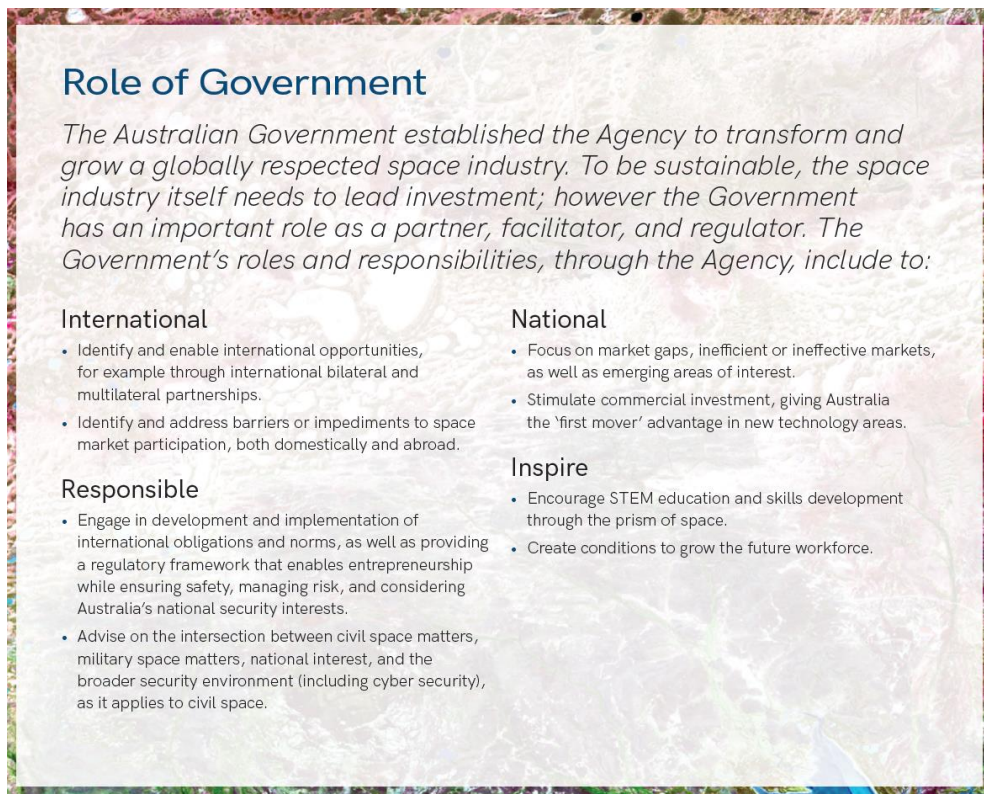 Role of Government
The Australian Government established the Agency to transform and
grow a globally respected space industry. To be sustainable, the space
industry itself needs to lead investment; however the Government
has an important role as a partner, facilitator, and regulator. The
Government’s roles and responsibilities, through the Agency, include to:
International
• Identify and enable international opportunities,
for example through international bilateral and
multilateral partnerships.
• Identify and address barriers or impediments to space
market participation, both domestically and abroad.
Responsible
• Engage in development and implementation of
international obligations and norms, as well as providing
a regulatory framework that enables entrepreneurship
while ensuring safety, managing risk, and considering
Australia’s national security interests.
• Advise on the intersection between civil space matters,
military space matters, national interest, and the
broader security environment (including cyber security),
as it applies to civil space.
National
• Focus on market gaps, inefficient or ineffective markets,
as well as emerging areas of interest.
• Stimulate commercial investment, giving Australia
the ‘first mover’ advantage in new technology areas.
Inspire
• Encourage STEM education and skills development
through the prism of space.
• Create conditions to grow the future workforce.